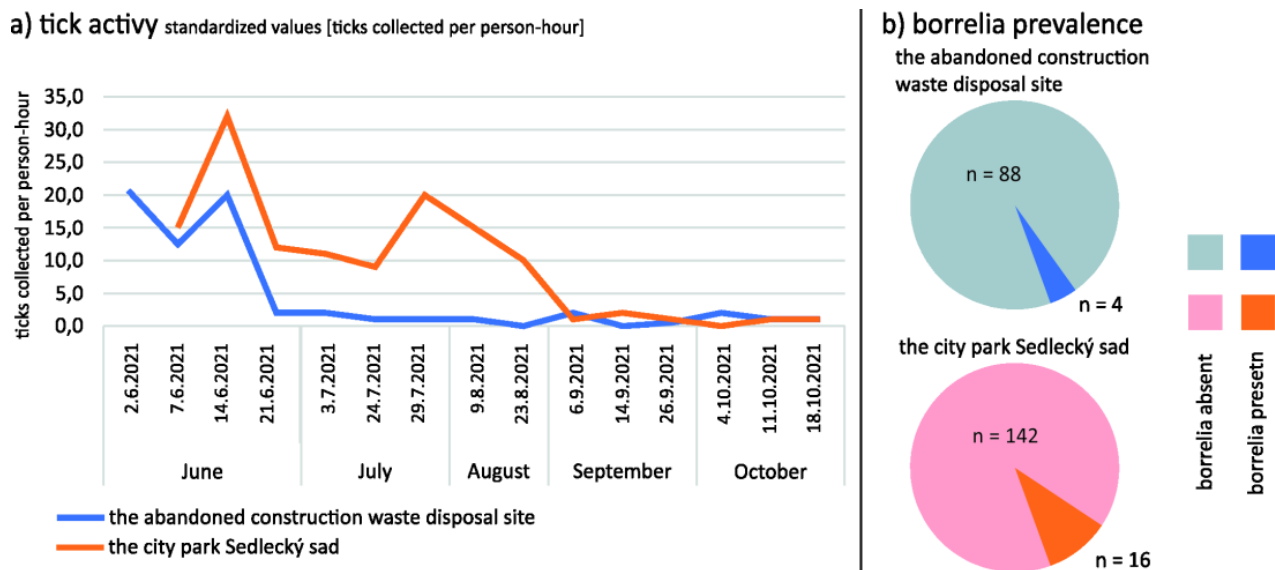 a) tick activy standardized values [ticks collected per person-hour]
ticks collected per person-hour
35,0
30,0
25,0
20,0
15,0
10,0
5,0
0,0
2.6.2021
7.6.2021
14.6.2021
21.6.2021
3.7.2021
24.7.2021
29.7.2021
9.8.2021
23.8.2021
6.9.2021
14.9.2021
26.9.2021
4.10.2021
11.10.2021
18.10.2021
June
July
August
September
October
the abandoned construction waste disposal site
the city park Sedlecký sad
b) borrelia prevalence
the abandoned construction
waste disposal site
n = 88
n = 4
the city park Sedlecký sad
n = 142
n = 16
borrelia absent
borrelia presetn